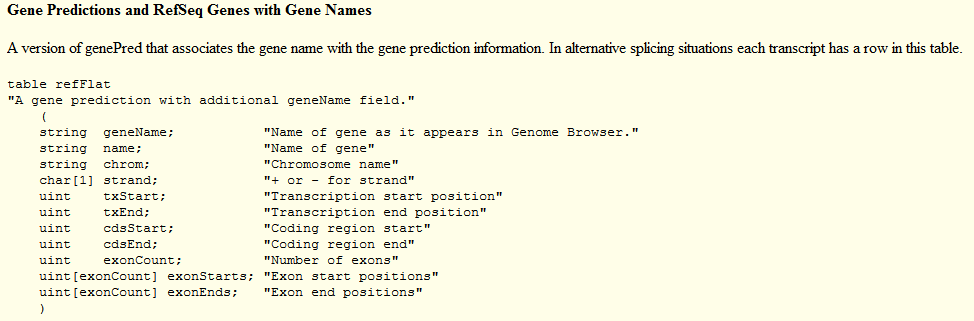 Gene Predictions and RefSeq Genes with Gene Names
A version of genePred that associates the gene name with the gene prediction information. In alternative splicing situations each transcript has a row in this table.
table refFlat
"A gene prediction with additional geneName field."
    (
    string  geneName;           "Name of gene as it appears in Genome Browser."
    string  name;               "Name of gene"
    string  chrom;              "Chromosome name"
    char[1] strand;             "+ or - for strand"
    uint    txStart;            "Transcription start position"
    uint    txEnd;              "Transcription end position"
    uint    cdsStart;           "Coding region start"
    uint    cdsEnd;             "Coding region end"
    uint    exonCount;          "Number of exons"
    uint[exonCount] exonStarts; "Exon start positions"
    uint[exonCount] exonEnds;   "Exon end positions"
    )